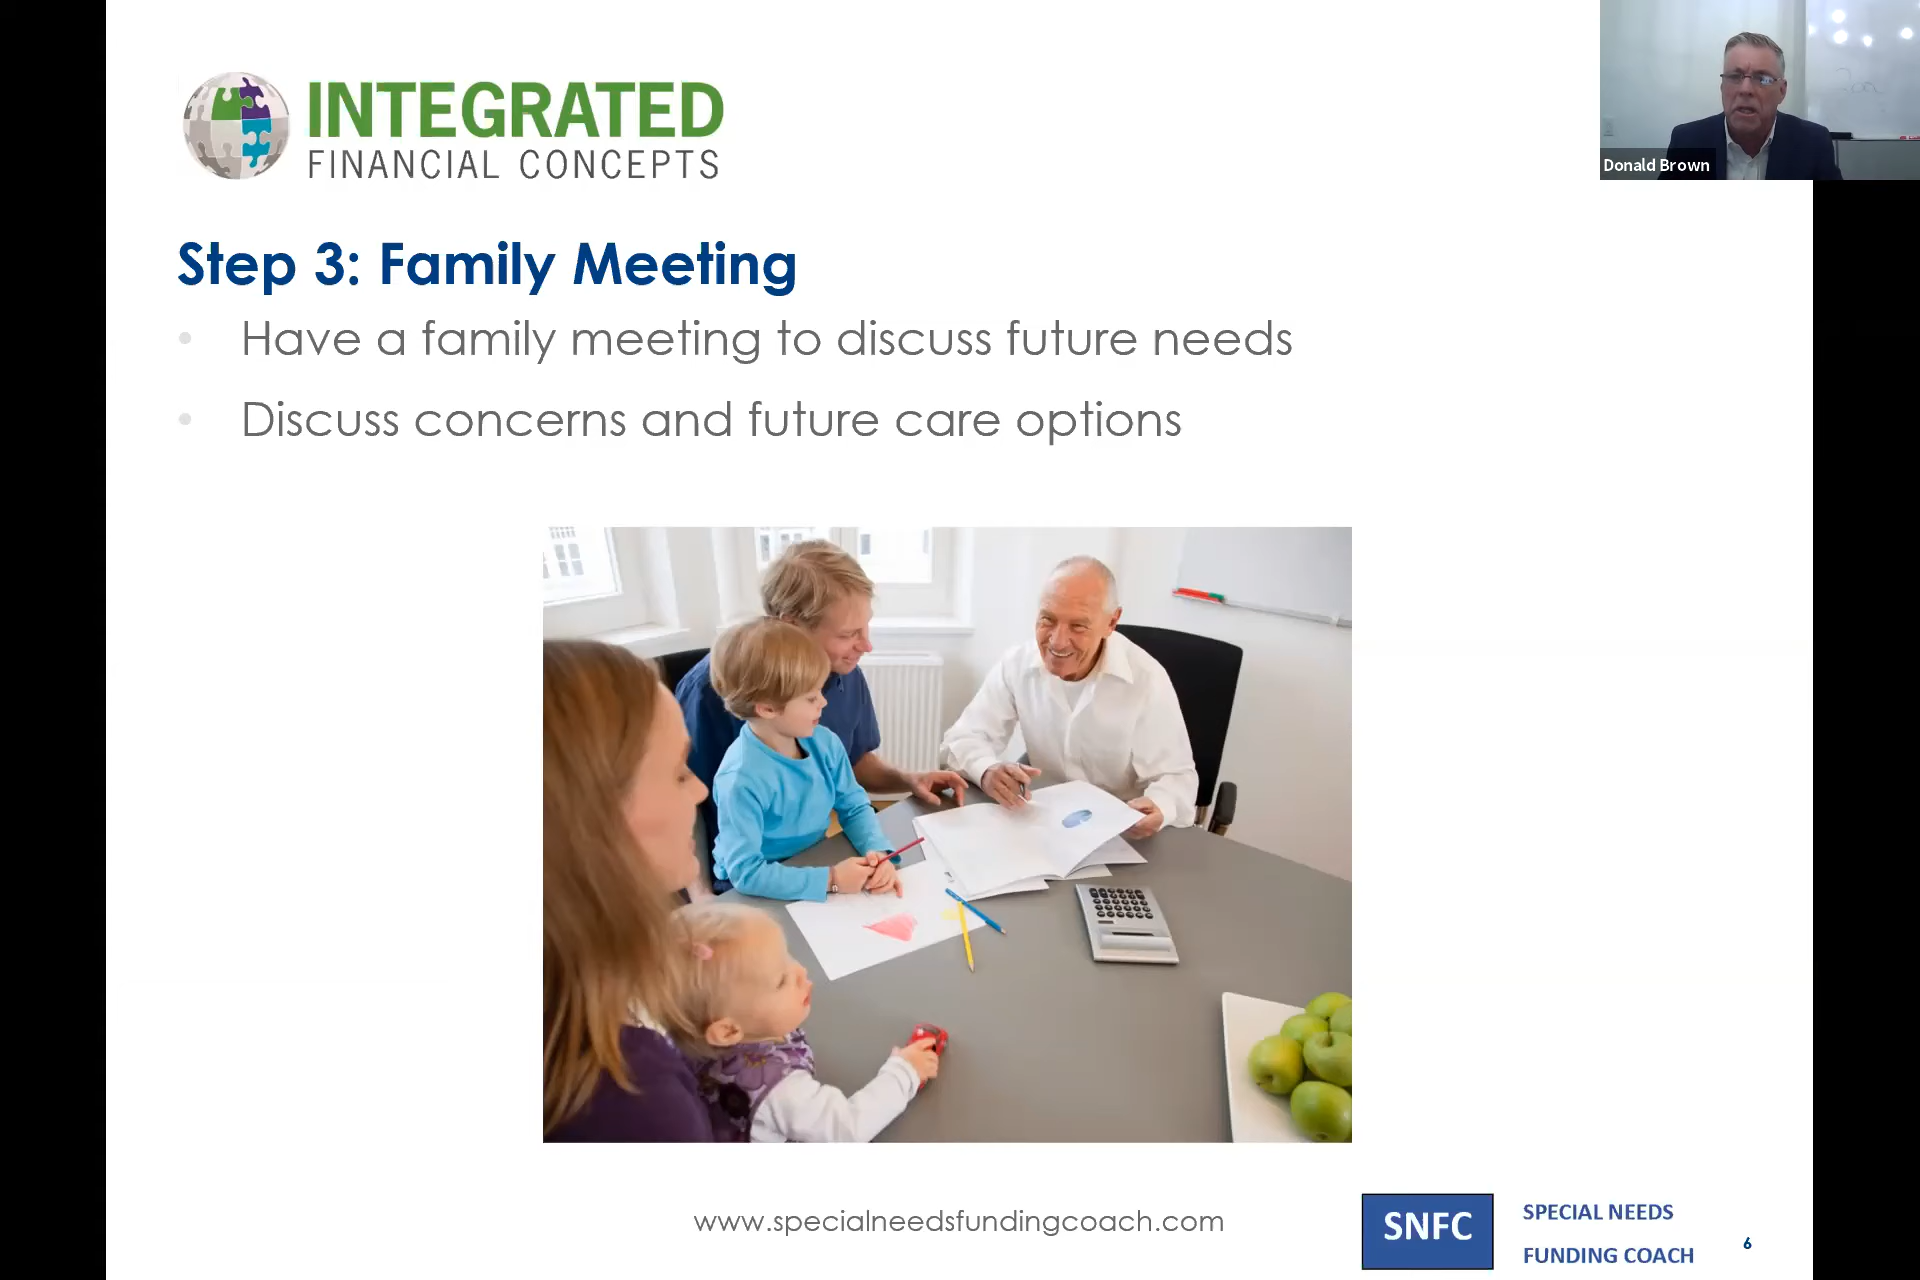 INTEGRATED
FINANCIAL CONCEPTS
Donald Brown
Step 3: Family Meeting
• Have a family meeting to discuss future needs
• Discuss concerns and future care options
www.specialneedsfundingcoach.com
SNFC
SPECIAL NEEDS
FUNDING COACH
6